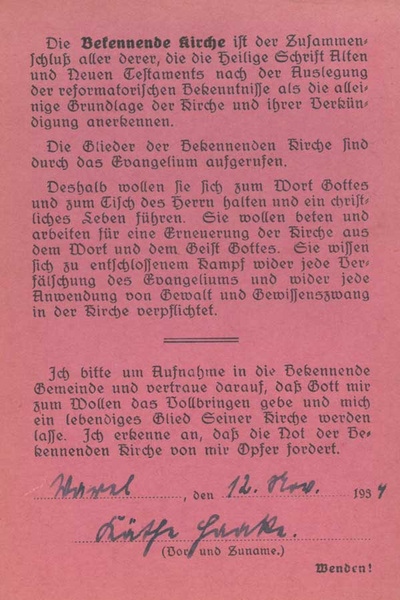 Die Bekennende Kirche ist der Zusammen-
schluß aller derer, die die Heilige Schrift Alten
und Neuen Testaments nach der Auslegung
der reformatorischen Bekenntnisse als die allei-
nige Grundlage der Kirche und ihrer Verkün-
digung anerkennen.
Die Glieder der Bekennenden Kirche sind
durch das Evangelium aufgerufen.
Deshalb wollen sie sich zum Wort Gottes
und zum Tisch des Herrn halten und ein christ-
liches Leben führen. Sie wollen beten und
arbeiten für eine Erneuerung der Kirche aus
dem Wort und dem Geist Gottes. Sie wissen
sich zu entschlossenem Kampf wider jede Ver-
fälschung des Evangeliums und wider jede
Anwendung von Gewalt und Gewissenszwang
in der Kirche verpflichtet.
Ich bitte um Aufnahme in die Bekennende
Gemeinde und vertraue darauf, daß Gott mir
zum Wollen das Vollbringen gebe und mich
ein lebendiges Glied Seiner Kirche werden
lasse. Ich erkenne an, daß die Not der Be-
kennenden Kirche von mir Opfer fordert.
Varel, den 12. Nov. 1934
Käthe Haake.
(Vor- und Zuname.)
Wenden!